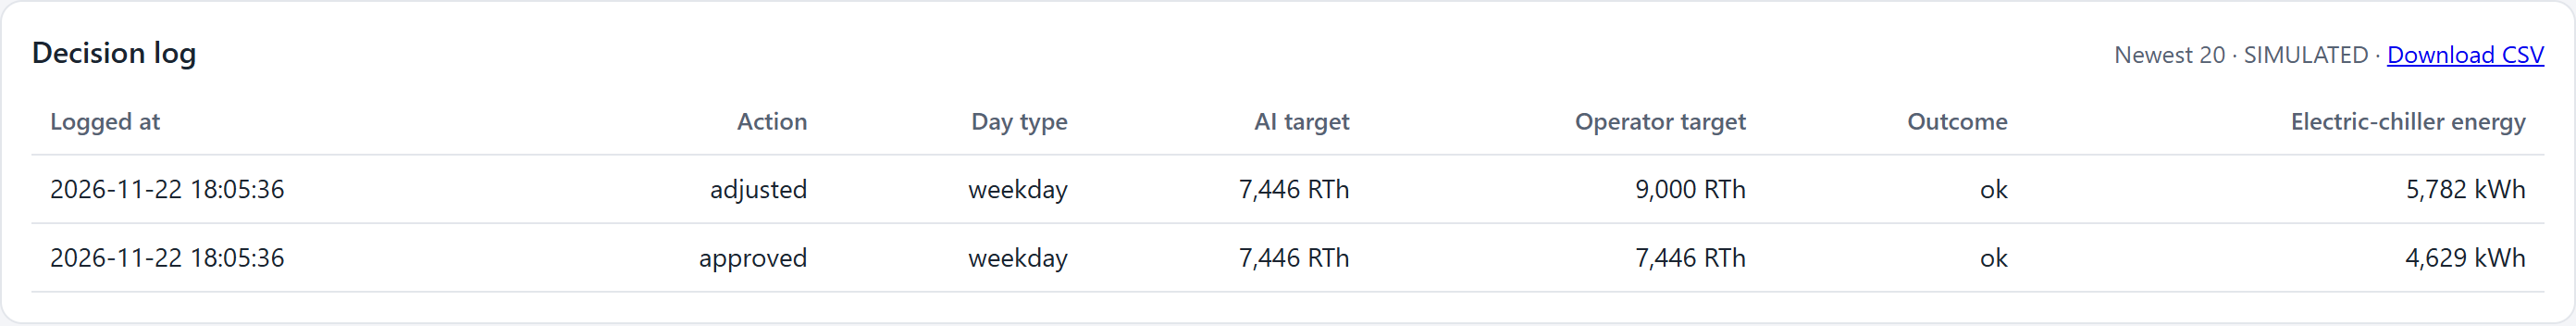 Decision log
Newest 20 · SIMULATED · Download CSV
Logged at Action Day type AI target Operator target Outcome Electric-chiller energy
2026-11-22 18:05:36 adjusted weekday 7,446 RTh 9,000 RTh ok 5,782 kWh
2026-11-22 18:05:36 approved weekday 7,446 RTh 7,446 RTh ok 4,629 kWh